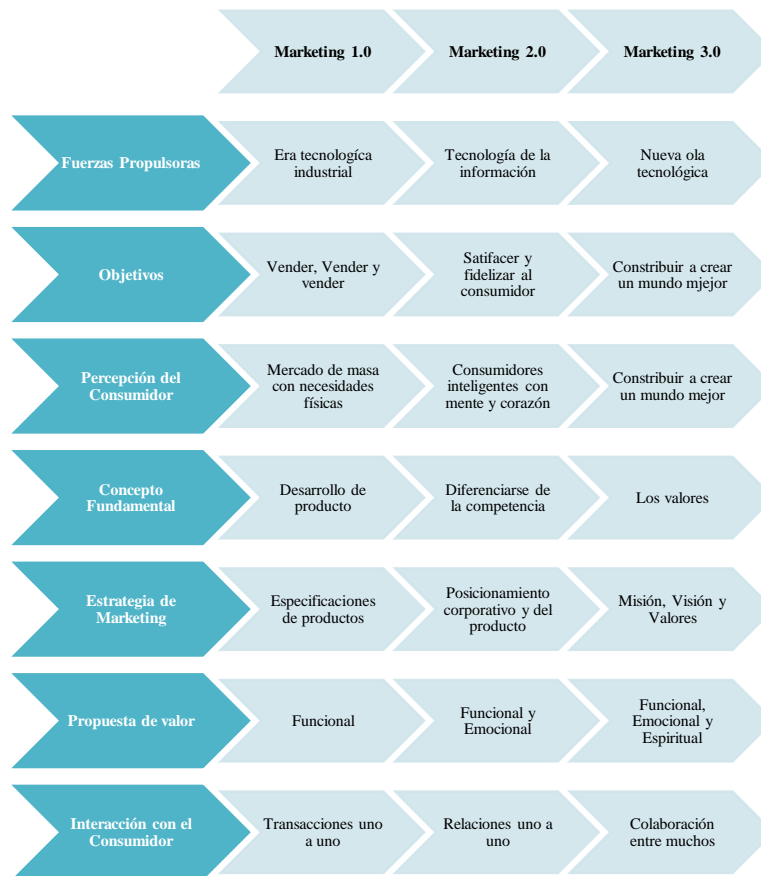 Marketing 1.0
Marketing 2.0
Marketing 3.0
Fuerzas Propulsoras
Era tecnologíca
industrial
Tecnología de la
información
Nueva ola
tecnológica
Objetivos
Vender, Vender y
vender
Satifacer y
fidelizar al
consumidor
Constribuir a crear
un mundo mjejor
Percepción del
Consumidor
Mercado de masa
con necesidades
físicas
Consumidores
inteligentes con
mente y corazón
Constribuir a crear
un mundo mejor
Concepto
Fundamental
Desarrollo de
producto
Diferenciarse de
la competencia
Los valores
Estrategia de
Marketing
Especificaciones
de productos
Posicionamiento
corporativo y del
producto
Misión, Visión y
Valores
Propuesta de valor
Funcional
Funcional y
Emocional
Funcional,
Emocional y
Espiritual
Interacción con el
Consumidor
Transacciones uno
a uno
Relaciones uno a
uno
Colaboración
entre muchos